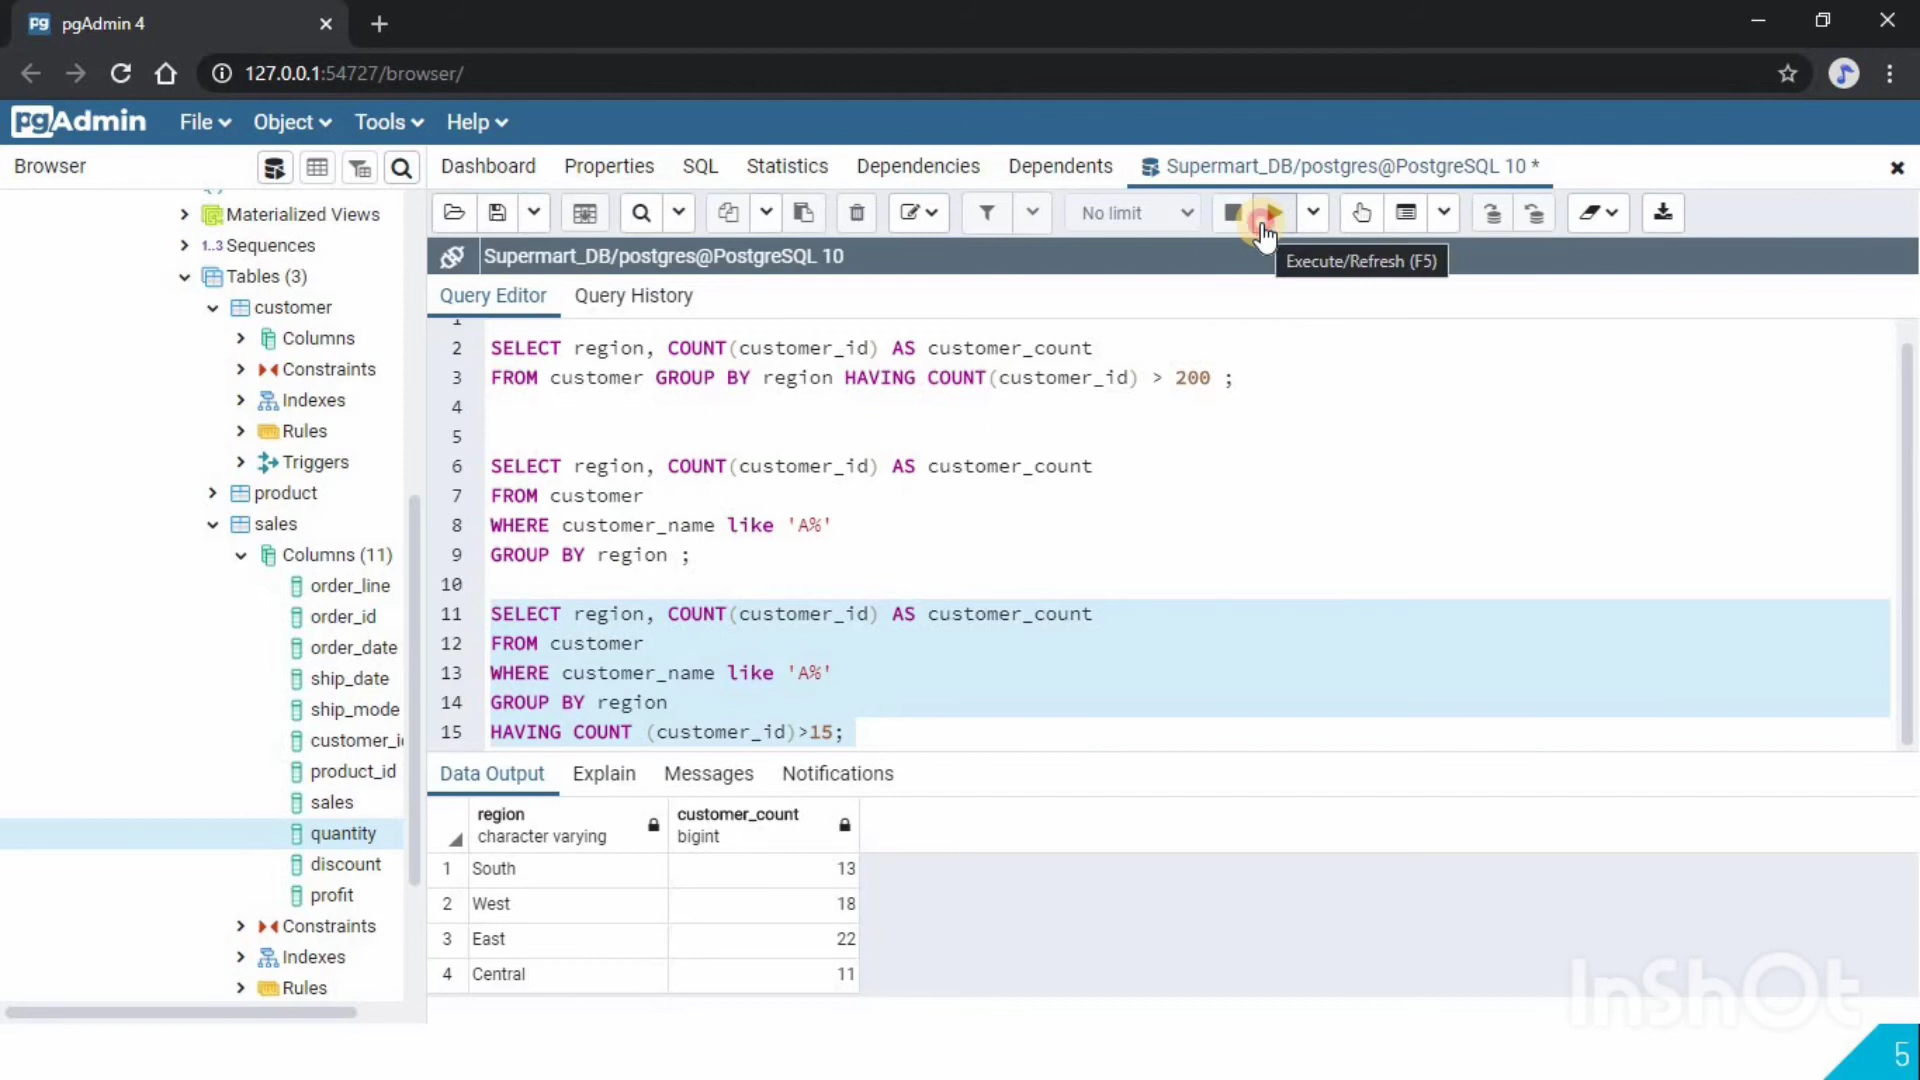 pg pgAdmin 4
127.0.0.1:54727/browser/
pgAdmin File Object Tools Help
Browser
Dashboard Properties SQL Statistics Dependencies Dependents Supermart_DB/postgres@PostgreSQL 10 *
No limit
Execute/Refresh (F5)
Supermart_DB/postgres@PostgreSQL 10
Query Editor Query History
Materialized Views
1..3 Sequences
Tables (3)
customer
Columns
Constraints
Indexes
Rules
Triggers
product
sales
Columns (11)
order_line
order_id
order_date
ship_date
ship_mode
customer_i
product_id
sales
quantity
discount
profit
Constraints
Indexes
Rules
1
2 SELECT region, COUNT(customer_id) AS customer_count
3 FROM customer GROUP BY region HAVING COUNT(customer_id) > 200 ;
4
5
6 SELECT region, COUNT(customer_id) AS customer_count
7 FROM customer
8 WHERE customer_name like 'A%'
9 GROUP BY region ;
10
11 SELECT region, COUNT(customer_id) AS customer_count
12 FROM customer
13 WHERE customer_name like 'A%'
14 GROUP BY region
15 HAVING COUNT (customer_id)>15;
Data Output Explain Messages Notifications
region customer_count
character varying bigint
1 South 13
2 West 18
3 East 22
4 Central 11
InShOt
5